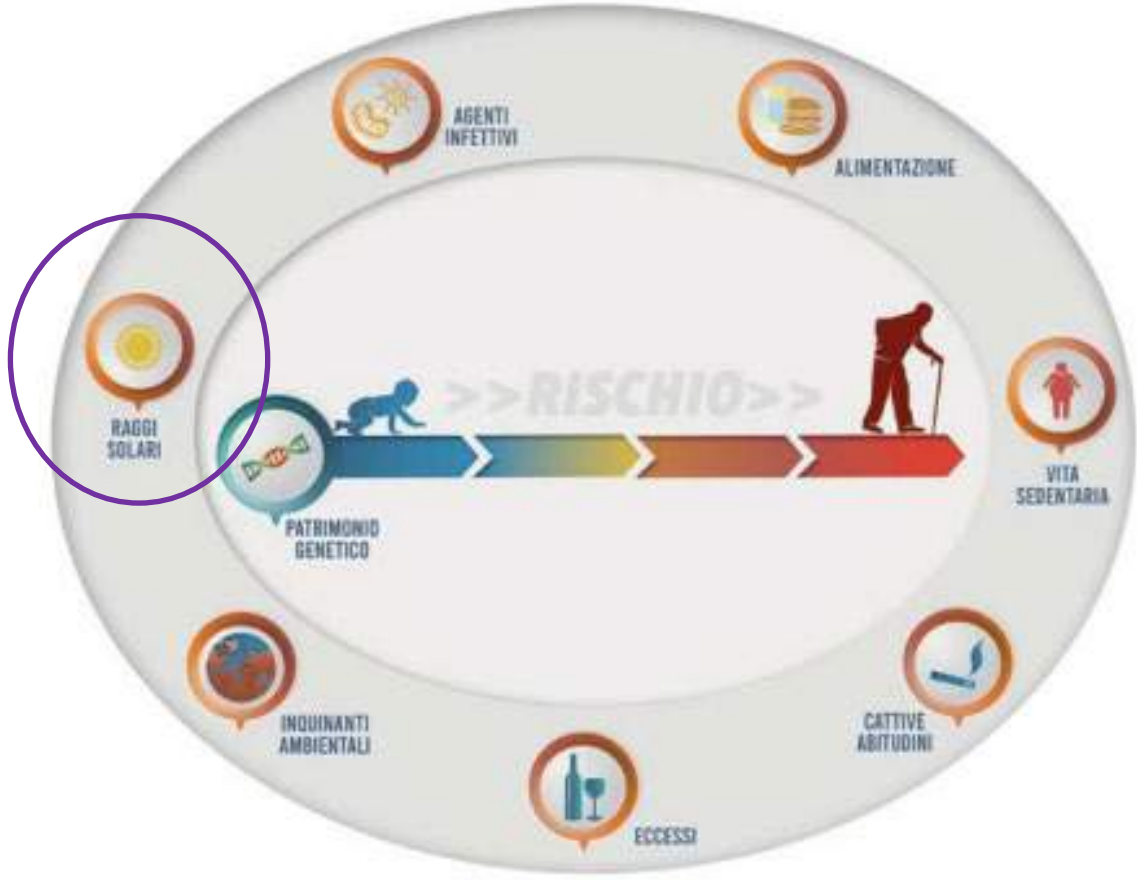 AGENTI
INFETTIVI
ALIMENTAZIONE
RAGGI
SOLARI
>>RISCHIO>>
VITA
SEDENTARIA
PATRIMONIO
GENETICO
INQUINANTI
AMBIENTALI
CATTIVE
ABITUDINI
ECCESSI